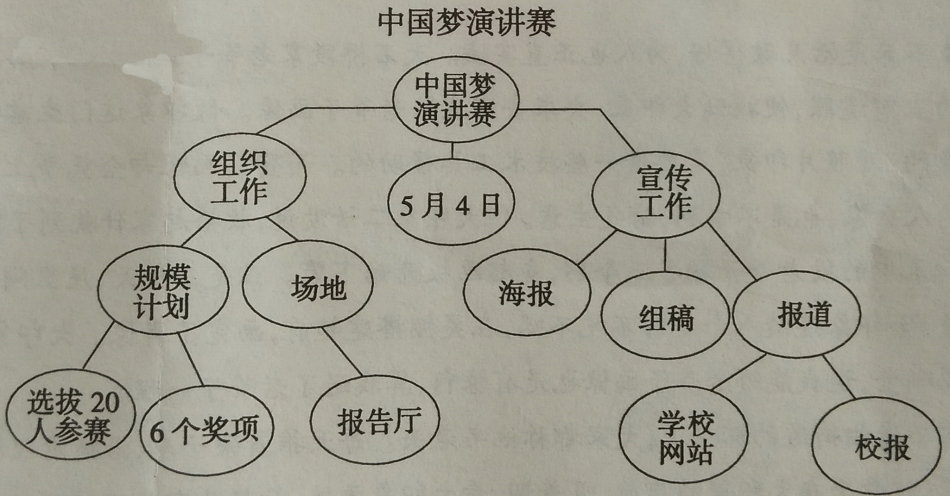 中国梦演讲赛
中国梦
演讲赛
组织
工作
5月4日
宣传
工作
规模
计划
场地
海报
组稿
报道
选拔20
人参赛
6个奖项
报告厅
学校
网站
校报